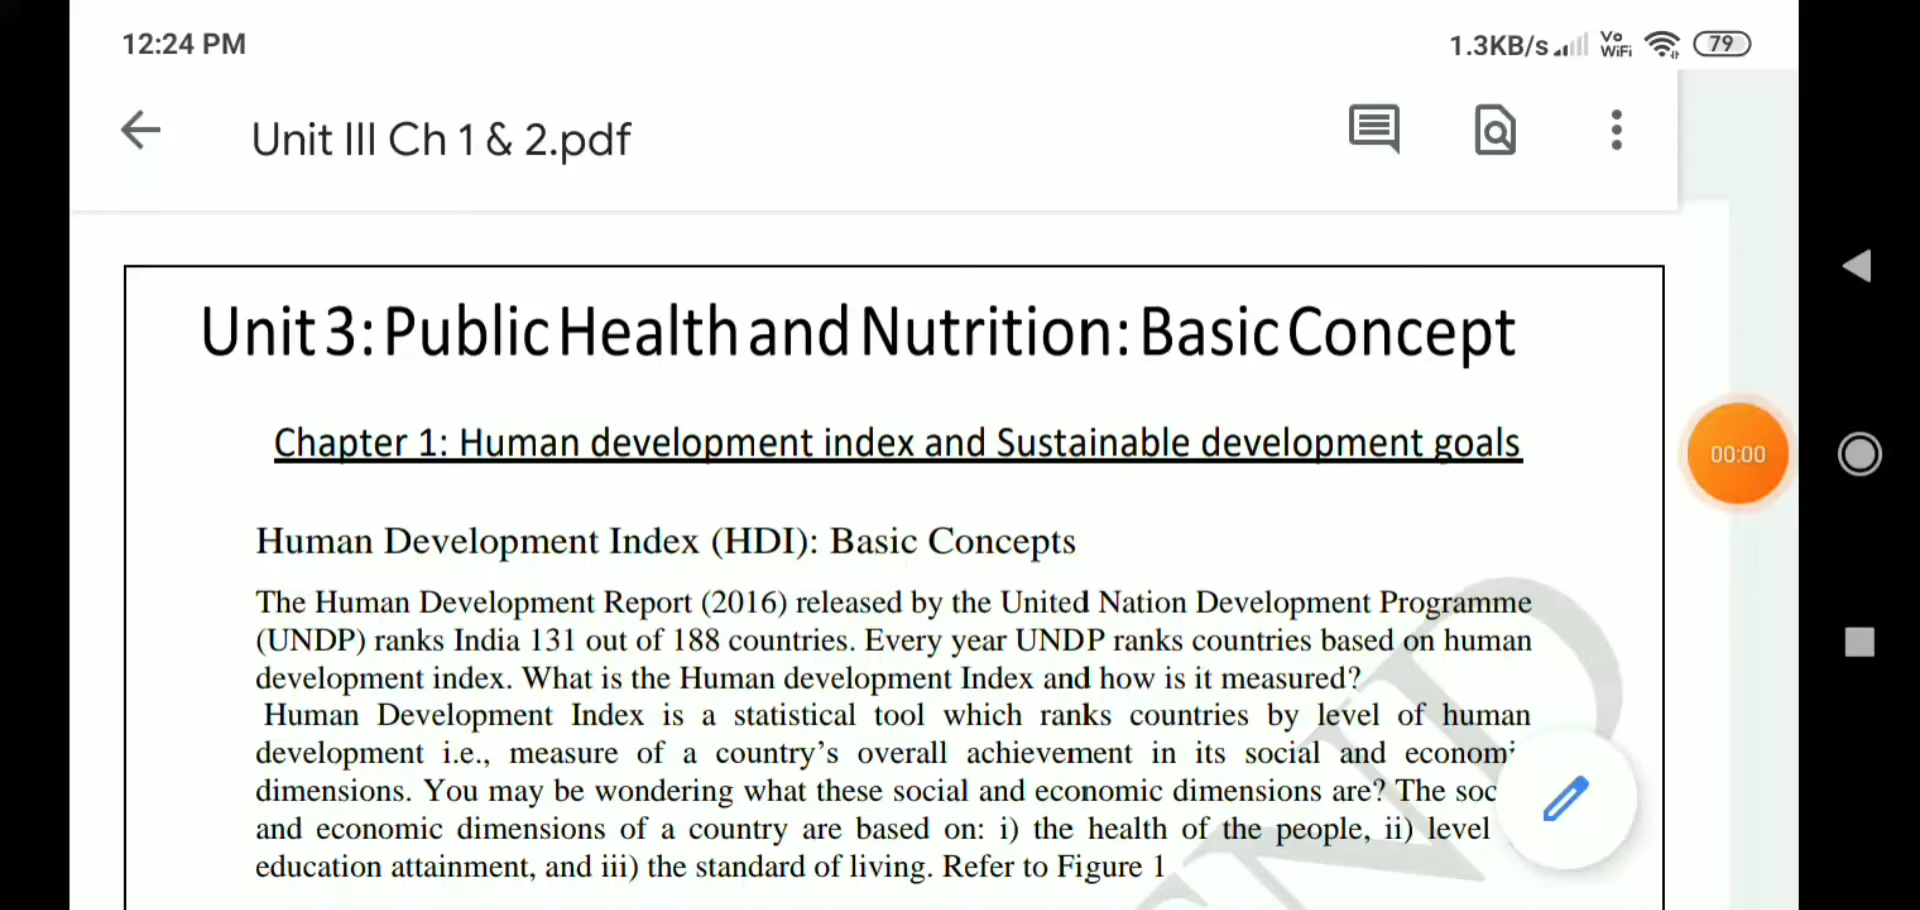 12:24 PM
1.3KB/s
Vo
WiFi
79
Unit III Ch 1 & 2.pdf
Unit 3: Public Health and Nutrition: Basic Concept
Chapter 1: Human development index and Sustainable development goals
00:00
Human Development Index (HDI): Basic Concepts
The Human Development Report (2016) released by the United Nation Development Programme
(UNDP) ranks India 131 out of 188 countries. Every year UNDP ranks countries based on human
development index. What is the Human development Index and how is it measured?
Human Development Index is a statistical tool which ranks countries by level of human
development i.e., measure of a country's overall achievement in its social and
dimensions. You may be wondering what these social and economic dimensions are? The
and economic dimensions of a country are based on: i) the health of the people, ii) level
education attainment, and iii) the standard of living. Refer to Figure 1